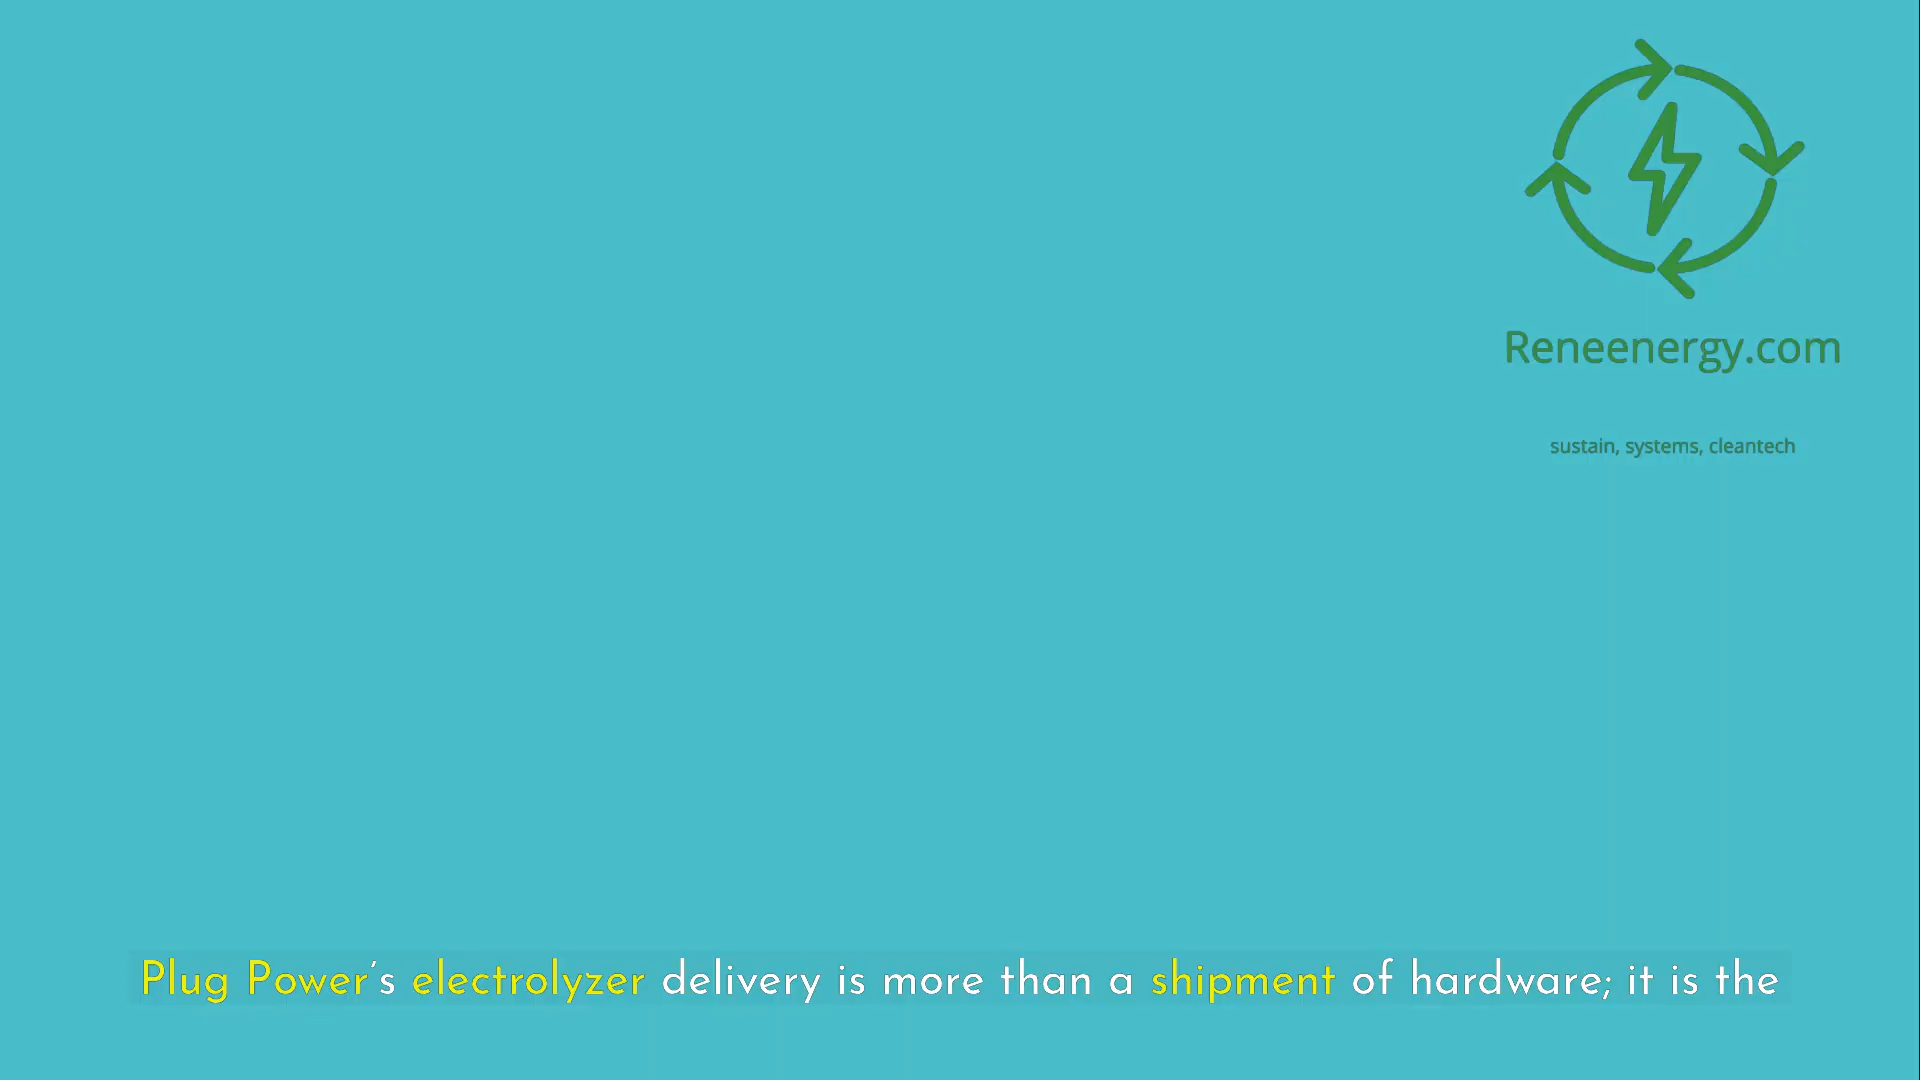 Reneenergy.com
sustain, systems, cleantech
Plug Power’s electrolyzer delivery is more than a shipment of hardware; it is the